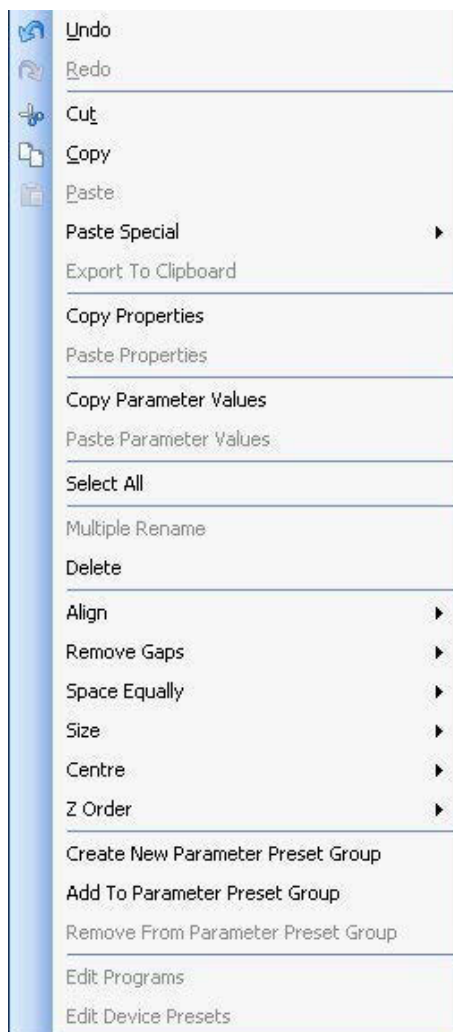 Undo
Redo
Cut
Copy
Paste
Paste Special
Export To Clipboard
Copy Properties
Paste Properties
Copy Parameter Values
Paste Parameter Values
Select All
Multiple Rename
Delete
Align
Remove Gaps
Space Equally
Size
Centre
Z Order
Create New Parameter Preset Group
Add To Parameter Preset Group
Remove From Parameter Preset Group
Edit Programs
Edit Device Presets